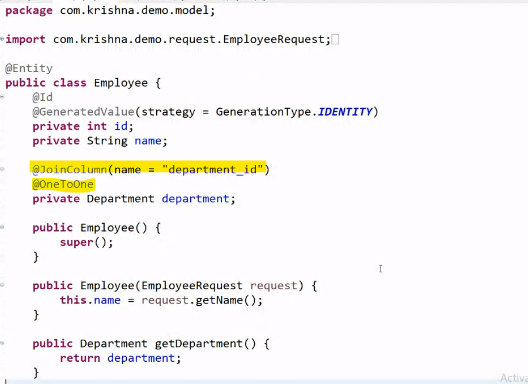 package com.krishna.demo.model;
import com.krishna.demo.request.EmployeeRequest;
@Entity
public class Employee {
@Id
@GeneratedValue(strategy = GenerationType.IDENTITY)
private int id;
private String name;
@JoinColumn(name = "department_id")
@OneToOne
private Department department;
public Employee() {
super();
}
public Employee(EmployeeRequest request) {
this.name = request.getName();
}
public Department getDepartment() {
return department;
}
Activa